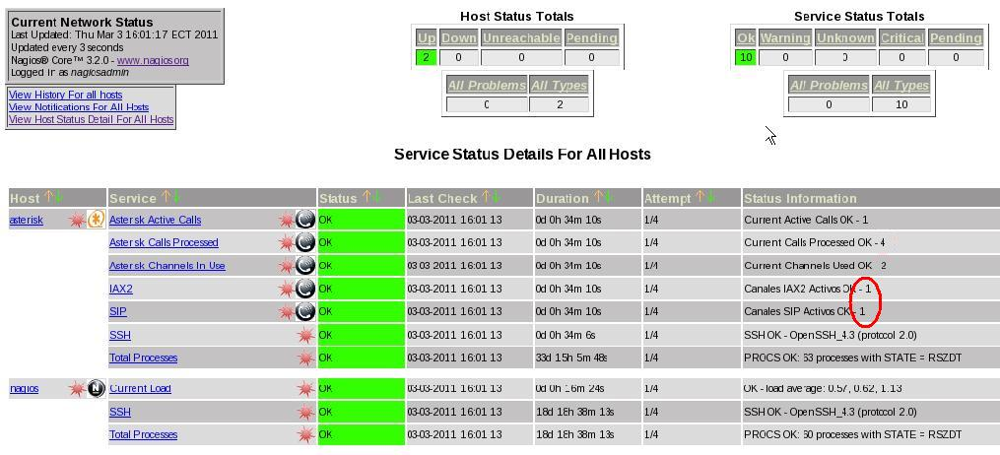 Current Network Status
Last Updated: Thu Mar 3 16:01:17 ECT 2011
Updated every 3 seconds
Nagios® Core™ 3.2.0 - www.nagios.org
Logged in as nagiosadmin
View History For all hosts
View Notifications For All Hosts
View Host Status Detail For All Hosts
Host Status Totals
Up Down Unreachable Pending
2 0 0 0
All Problems All Types
0 2
Service Status Totals
Ok Warning Unknown Critical Pending
10 0 0 0 0
All Problems All Types
0 10
Service Status Details For All Hosts
Host Service Status Last Check Duration Attempt Status Information
asterisk Asterisk Active Calls OK 03-03-2011 16:01:13 0d 0h 34m 10s 1/4 Current Active Calls OK - 1
Asterisk Calls Processed OK 03-03-2011 16:01:13 0d 0h 34m 10s 1/4 Current Calls Processed OK - 4
Asterisk Channels In Use OK 03-03-2011 16:01:13 0d 0h 34m 10s 1/4 Current Channels Used OK - 2
IAX2 OK 03-03-2011 16:01:13 0d 0h 34m 10s 1/4 Canales IAX2 Activos OK - 1
SIP OK 03-03-2011 16:01:13 0d 0h 34m 10s 1/4 Canales SIP Activos OK - 1
SSH OK 03-03-2011 16:01:13 0d 0h 34m 6s 1/4 SSH OK - OpenSSH_4.3 (protocol 2.0)
Total Processes OK 03-03-2011 16:01:13 33d 15h 5m 48s 1/4 PROCS OK: processes with STATE = RSZDT
nagios Current Load OK 03-03-2011 16:01:13 0d 0h 16m 24s 1/4 OK - load average: 0.57, 0.62, 1.13
SSH OK 03-03-2011 16:01:13 18d 18h 38m 13s 1/4 SSH OK - OpenSSH_4.3 (protocol 2.0)
Total Processes OK 03-03-2011 16:01:13 18d 18h 38m 13s 1/4 PROCS OK: processes with STATE = RSZDT